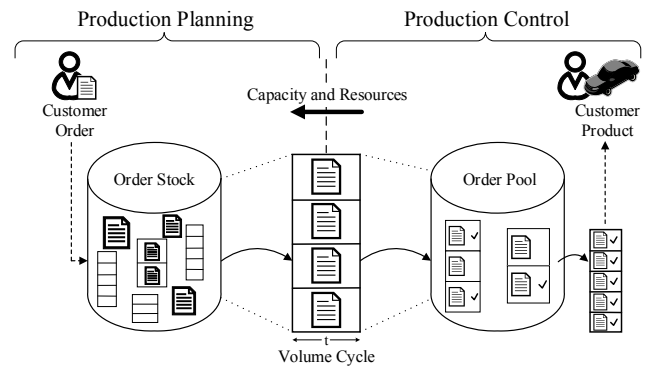 Production Planning
Production Control
Capacity and Resources
Customer
Order
Customer
Product
Order Stock
Order Pool
t
Volume Cycle